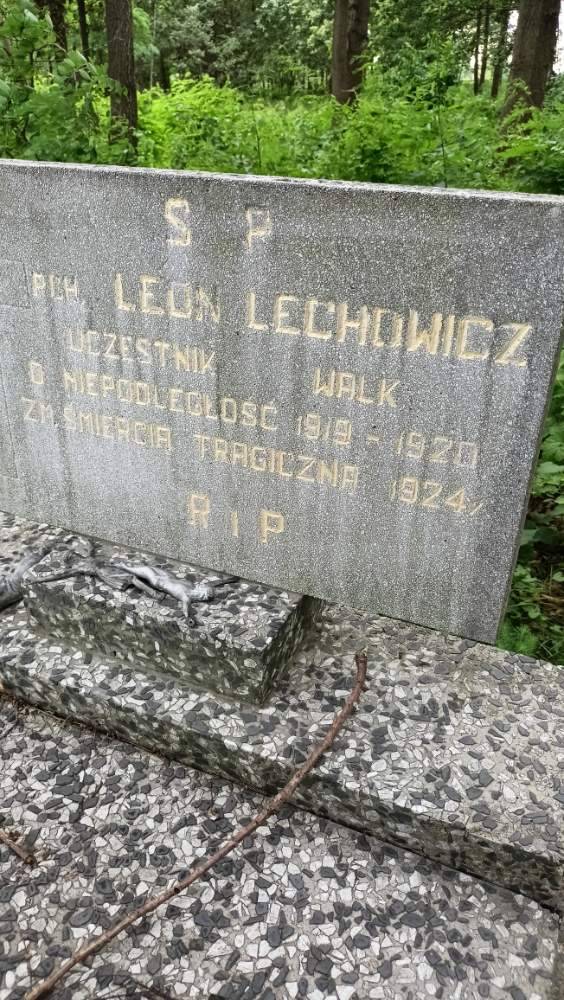 S P
PCH. LEON LECHOWICZ
UCZESTNIK WALK
O NIEPODLEGŁOŚĆ 1919 - 1920
ZM. ŚMIERCIĄ TRAGICZNĄ 1924
R I P